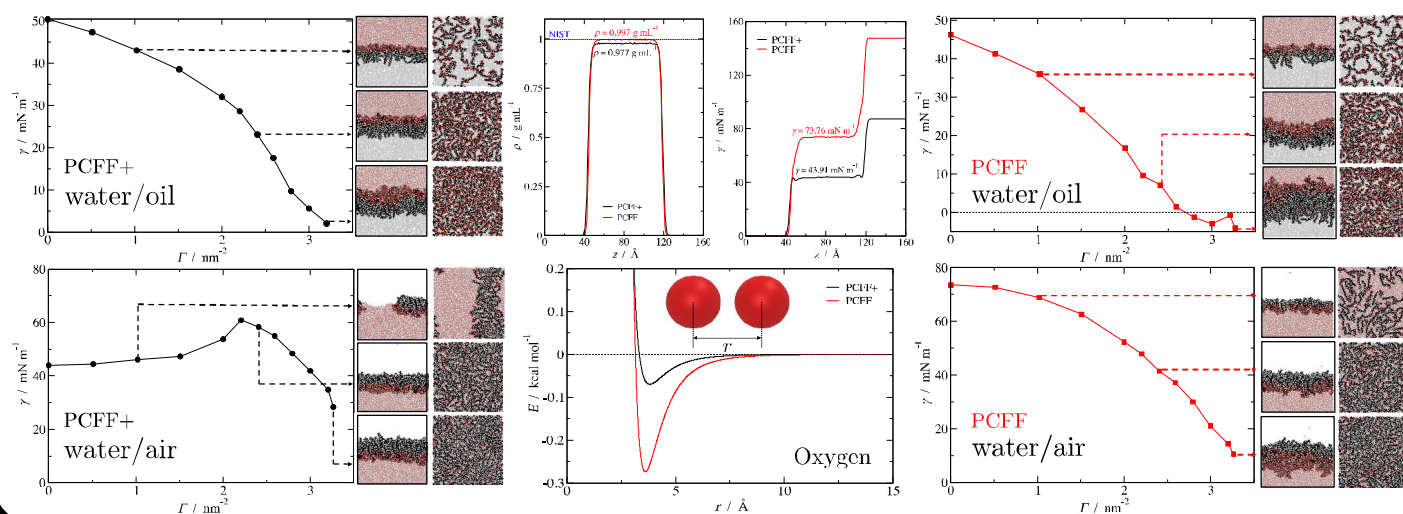 50
40
30
20
10
0
γ / mN m⁻¹
PCFF+
water/oil
0
1
2
3
Γ / nm⁻²
NIST
ρ = 0.997 g mL⁻¹
ρ = 0.977 g mL⁻¹
1
0.75
0.5
0.25
0
ρ / g mL⁻¹
PCFF+
PCFF
0
40
80
120
160
z / Å
160
120
80
40
0
γ / mN m⁻¹
PCFF+
PCFF
γ = 73.76 mN m⁻¹
γ = 43.91 mN m⁻¹
0
40
80
120
160
z / Å
50
40
30
20
10
0
γ / mN m⁻¹
PCFF
water/oil
0
1
2
3
Γ / nm⁻²
80
60
40
20
0
γ / mN m⁻¹
PCFF+
water/air
0
1
2
3
Γ / nm⁻²
0.2
0.1
0
-0.1
-0.2
-0.3
E / kcal mol⁻¹
PCFF+
PCFF
r
Oxygen
0
5
10
15
r / Å
80
60
40
20
0
γ / mN m⁻¹
PCFF
water/air
0
1
2
3
Γ / nm⁻²